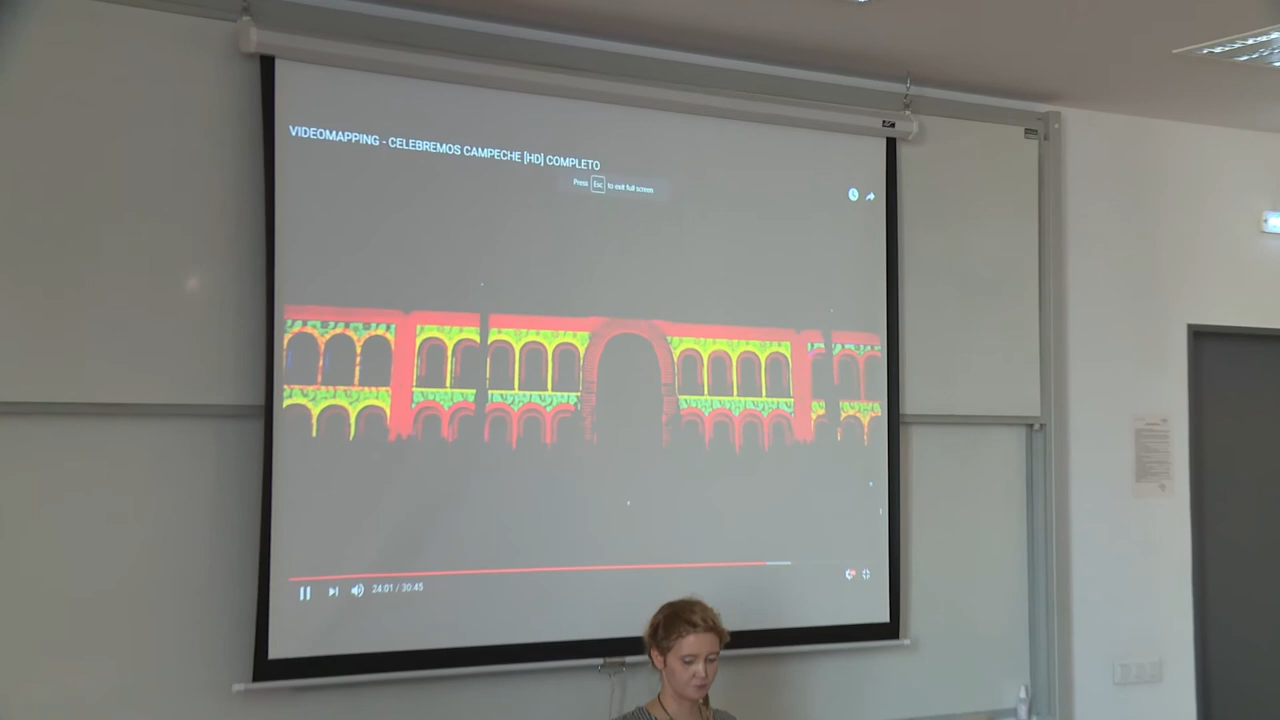 VIDEOMAPPING - CELEBREMOS CAMPECHE [HD] COMPLETO
Press Esc to exit full screen
24:01 / 30:45